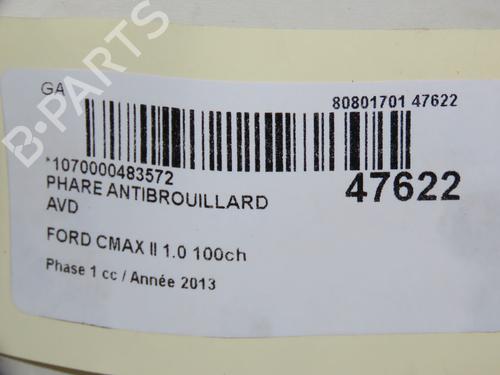 B-PARTS
GA
80801701 47622
*1070000483572
47622
PHARE ANTIBROUILLARD
AVD
FORD CMAX II 1.0 100ch
Phase 1 cc / Année 2013